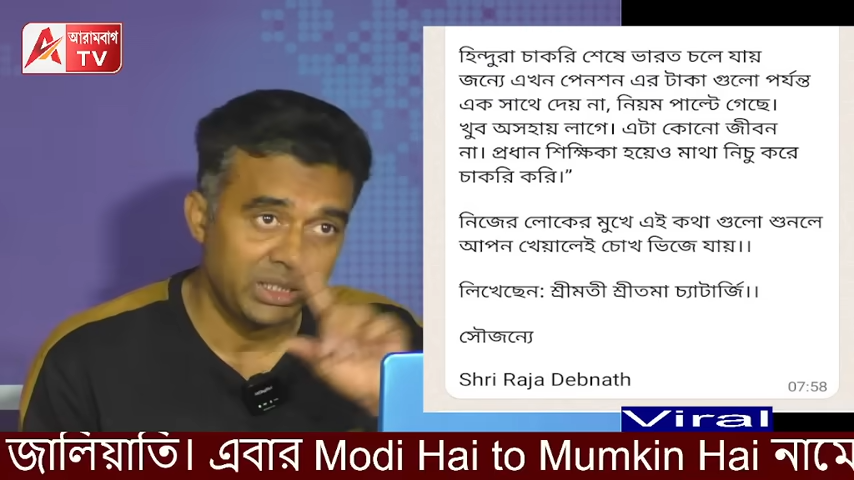 আরামবাগ
TV
হিন্দুরা চাকরি শেষে ভারত চলে যায়
জন্যে এখন পেনশন এর টাকা গুলো পর্যন্ত
এক সাথে দেয় না, নিয়ম পাল্টে গেছে।
খুব অসহায় লাগে। এটা কোনো জীবন
না। প্রধান শিক্ষিকা হয়েও মাথা নিচু করে
চাকরি করি।”
নিজের লোকের মুখে এই কথা গুলো শুনলে
আপন খেয়ালেই চোখ ভিজে যায়।।
লিখেছেন: শ্রীমতী শ্রীতমা চ্যাটার্জি।।
সৌজন্যে
Shri Raja Debnath
07:58
Viral
জালিয়াতি। এবার Modi Hai to Mumkin Hai নামে